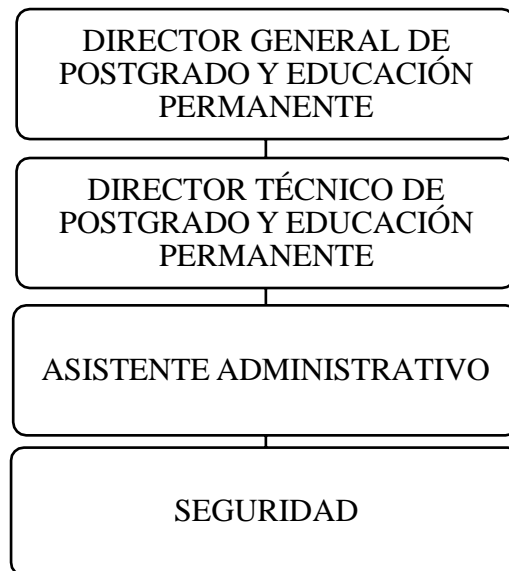 DIRECTOR GENERAL DE
POSTGRADO Y EDUCACIÓN
PERMANENTE
DIRECTOR TÉCNICO DE
POSTGRADO Y EDUCACIÓN
PERMANENTE
ASISTENTE ADMINISTRATIVO
SEGURIDAD